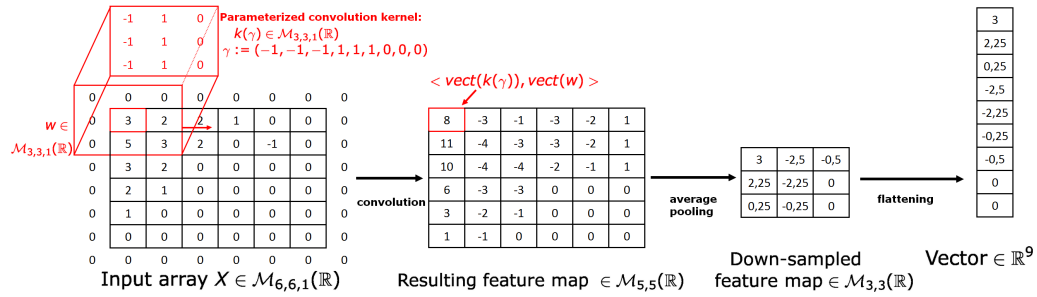 -1 1 0
-1 1 0
-1 1 0
Parameterized convolution kernel:
k(γ) ∈ M₃,₃,₁(ℝ)
γ := (−1, −1, −1, 1, 1, 1, 0, 0, 0)
w ∈
M₃,₃,₁(ℝ)
0 0 0 0 0 0 0 0
0 3 2 2 1 0 0 0
0 5 3 2 0 -1 0 0
0 3 2 0 0 0 0 0
0 2 1 0 0 0 0 0
0 1 0 0 0 0 0 0
0 0 0 0 0 0 0 0
0 0 0 0 0 0 0 0
Input array X ∈ M₆,₆,₁(ℝ)
convolution
< vect(k(γ)), vect(w) >
8 -3 -1 -3 -2 1
11 -4 -3 -3 -2 1
10 -4 -4 -2 -1 1
6 -3 -3 0 0 0
3 -2 -1 0 0 0
1 -1 0 0 0 0
Resulting feature map ∈ M₅,₅(ℝ)
average
pooling
3 -2,5 -0,5
2,25 -2,25 0
0,25 -0,25 0
Down-sampled
feature map ∈ M₃,₃(ℝ)
flattening
3
2,25
0,25
-2,5
-2,25
-0,25
-0,5
0
0
Vector ∈ ℝ⁹